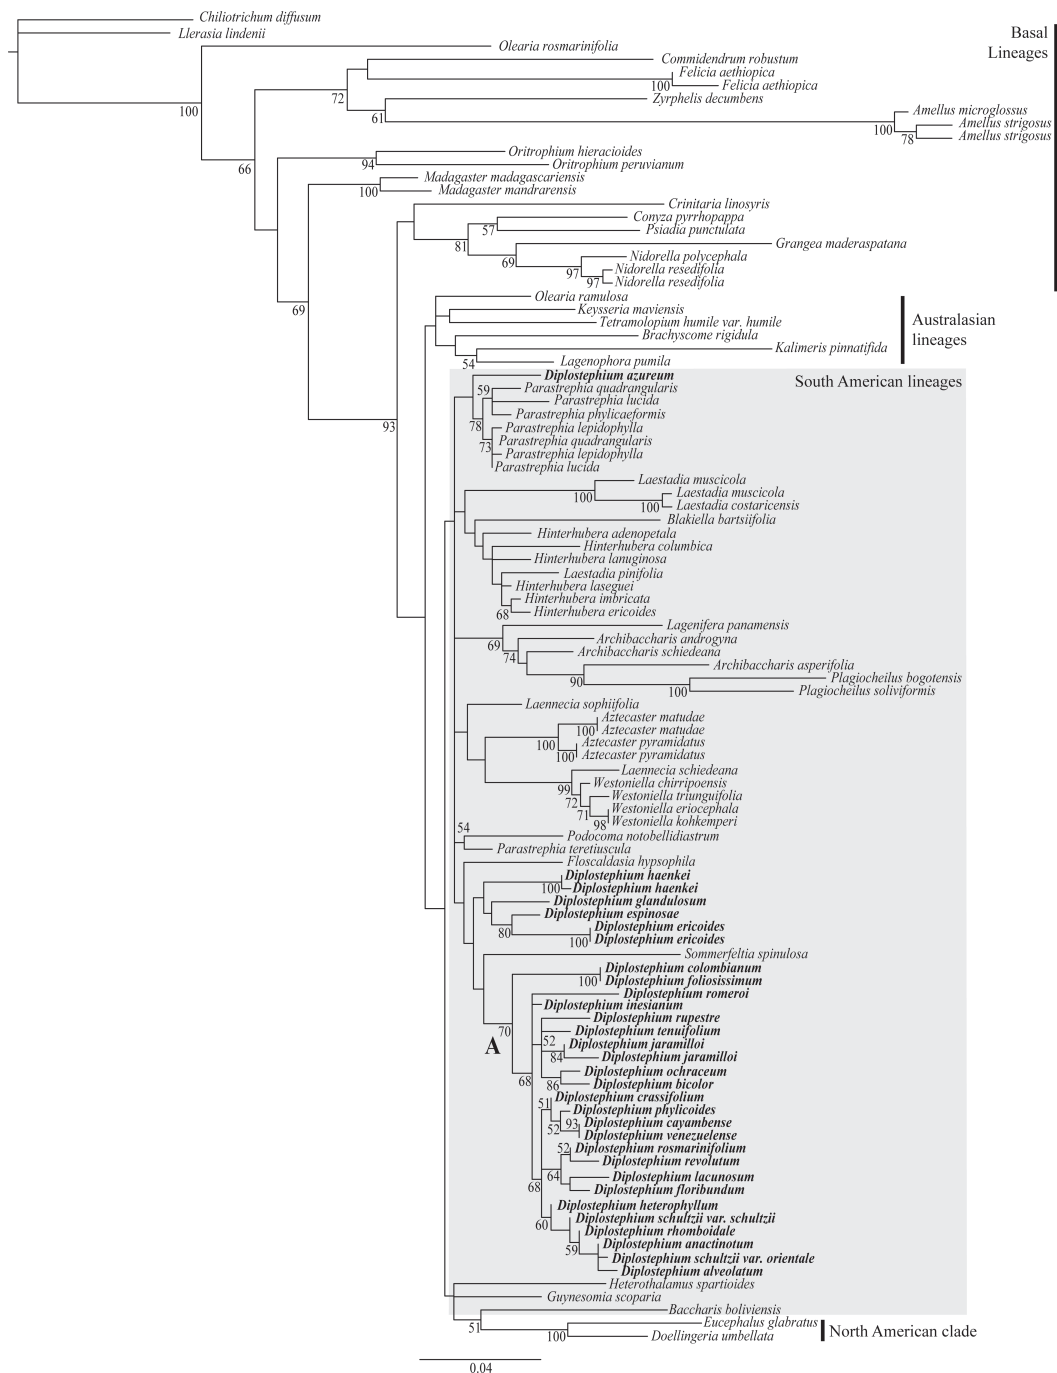 Chiliotrichum diffusum
Llerasia lindenii
Basal
Lineages
Olearia rosmarinifolia
Commidendrum robustum
Felicia aethiopica
100
Felicia aethiopica
72
Zyrphelis decumbens
100
61
Amellus microglossus
100
Amellus strigosus
78
Amellus strigosus
Oritrophium hieracioides
66
94
Oritrophium peruvianum
Madagaster madagascariensis
100
Madagaster mandrarensis
Crinitaria linosyris
Conyza pyrrhopappa
57
Psiadia punctulata
81
Grangea maderaspatana
69
Nidorella polycephala
97
Nidorella resedifolia
97
Nidorella resedifolia
69
Olearia ramulosa
Keysseria maviensis
Tetramolopium humile var. humile
Australasian
lineages
Brachyscome rigidula
Kalimeris pinnatifida
54
Lagenophora pumila
South American lineages
Diplostephium azureum
59
Parastrephia quadrangularis
Parastrephia lucida
Parastrephia phylicaeformis
93
78
Parastrephia lepidophylla
Parastrephia quadrangularis
73
Parastrephia lepidophylla
Parastrephia lucida
Laestadia muscicola
100
Laestadia muscicola
100
Laestadia costaricensis
Blakiella bartsiifolia
Hinterhubera adenopetala
Hinterhubera columbica
Hinterhubera lanuginosa
Laestadia pinifolia
Hinterhubera laseguei
Hinterhubera imbricata
68
Hinterhubera ericoides
Lagenifera panamensis
69
Archibaccharis androgyna
74
Archibaccharis schiedeana
Archibaccharis asperifolia
90
Plagiocheilus bogotensis
100
Plagiocheilus soliviformis
Laennecia sophiifolia
Aztecaster matudae
100
Aztecaster matudae
100
Aztecaster pyramidatus
100
Aztecaster pyramidatus
Laennecia schiedeana
99
Westoniella chirripoensis
72
Westoniella triunguifolia
71
Westoniella eriocephala
98
Westoniella kohkemperi
54
Podocoma notobellidiastrum
Parastrephia teretiuscula
Floscaldasia hypsophila
Diplostephium haenkei
100
Diplostephium haenkei
Diplostephium glandulosum
Diplostephium espinosae
80
Diplostephium ericoides
100
Diplostephium ericoides
Sommerfeltia spinulosa
Diplostephium colombianum
100
Diplostephium foliosissimum
Diplostephium romeroi
Diplostephium inesianum
Diplostephium rupestre
70
Diplostephium tenuifolium
A
52
Diplostephium jaramilloi
84
Diplostephium jaramilloi
68
Diplostephium ochraceum
86
Diplostephium bicolor
51
Diplostephium crassifolium
Diplostephium phylicoides
52
93
Diplostephium cayambense
Diplostephium venezuelense
52
Diplostephium rosmarinifolium
Diplostephium revolutum
64
Diplostephium lacunosum
68
Diplostephium floribundum
Diplostephium heterophyllum
60
Diplostephium schultzii var. schultzii
Diplostephium rhomboidale
59
Diplostephium anactinotum
Diplostephium schultzii var. orientale
Diplostephium alveolatum
Heterothalamus spartioides
Guynesomia scoparia
Baccharis boliviensis
51
Eucephalus glabratus
100
Doellingeria umbellata
North American clade
0.04